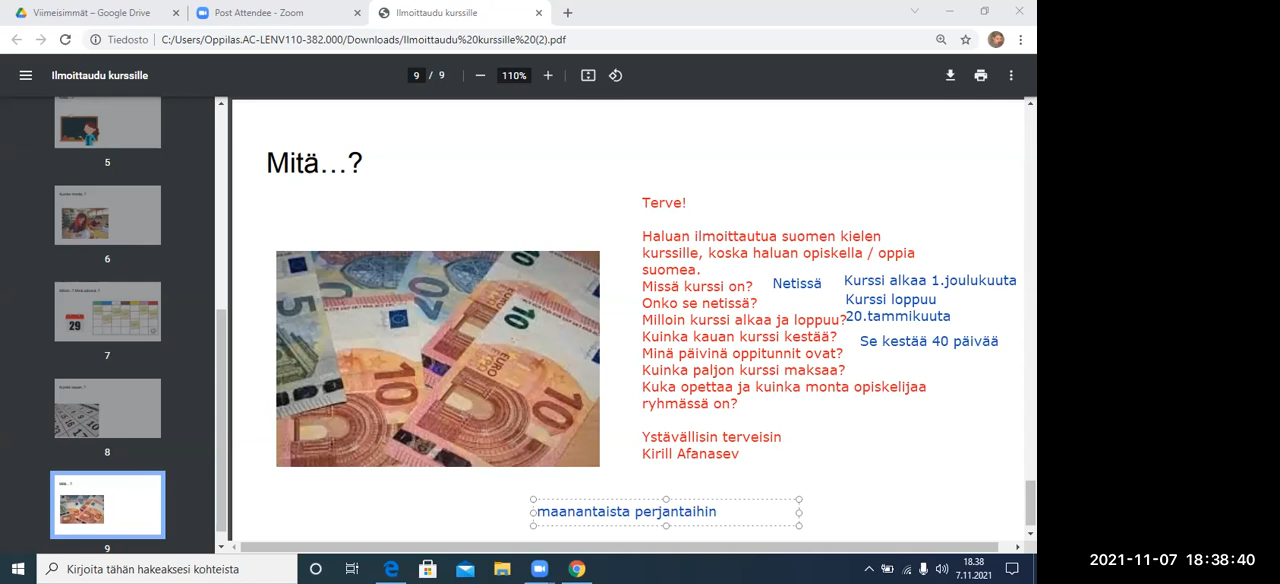 Viimeisimmät – Google Drive
Post Attendee - Zoom
Ilmoittaudu kurssille
Tiedosto
C:/Users/Oppilas.AC-LENV110-382.000/Downloads/Ilmoittaudu%20kurssille%20(2).pdf
Ilmoittaudu kurssille
9 / 9
110%
5
6
29
7
8
9
Mitä…?
10
10
10
EURO
Terve!
Haluan ilmoittautua suomen kielen
kurssille, koska haluan opiskella / oppia
suomea.
Missä kurssi on?
Onko se netissä?
Milloin kurssi alkaa ja loppuu?
Kuinka kauan kurssi kestää?
Minä päivinä oppitunnit ovat?
Kuinka paljon kurssi maksaa?
Kuka opettaa ja kuinka monta opiskelijaa
ryhmässä on?
Ystävällisin terveisin
Kirill Afanasev
Netissä
Kurssi alkaa 1.joulukuuta
Kurssi loppuu
20.tammikuuta
Se kestää 40 päivää
maanantaista perjantaihin
Kirjoita tähän hakeaksesi kohteista
18.38
7.11.2021
2021-11-07 18:38:40